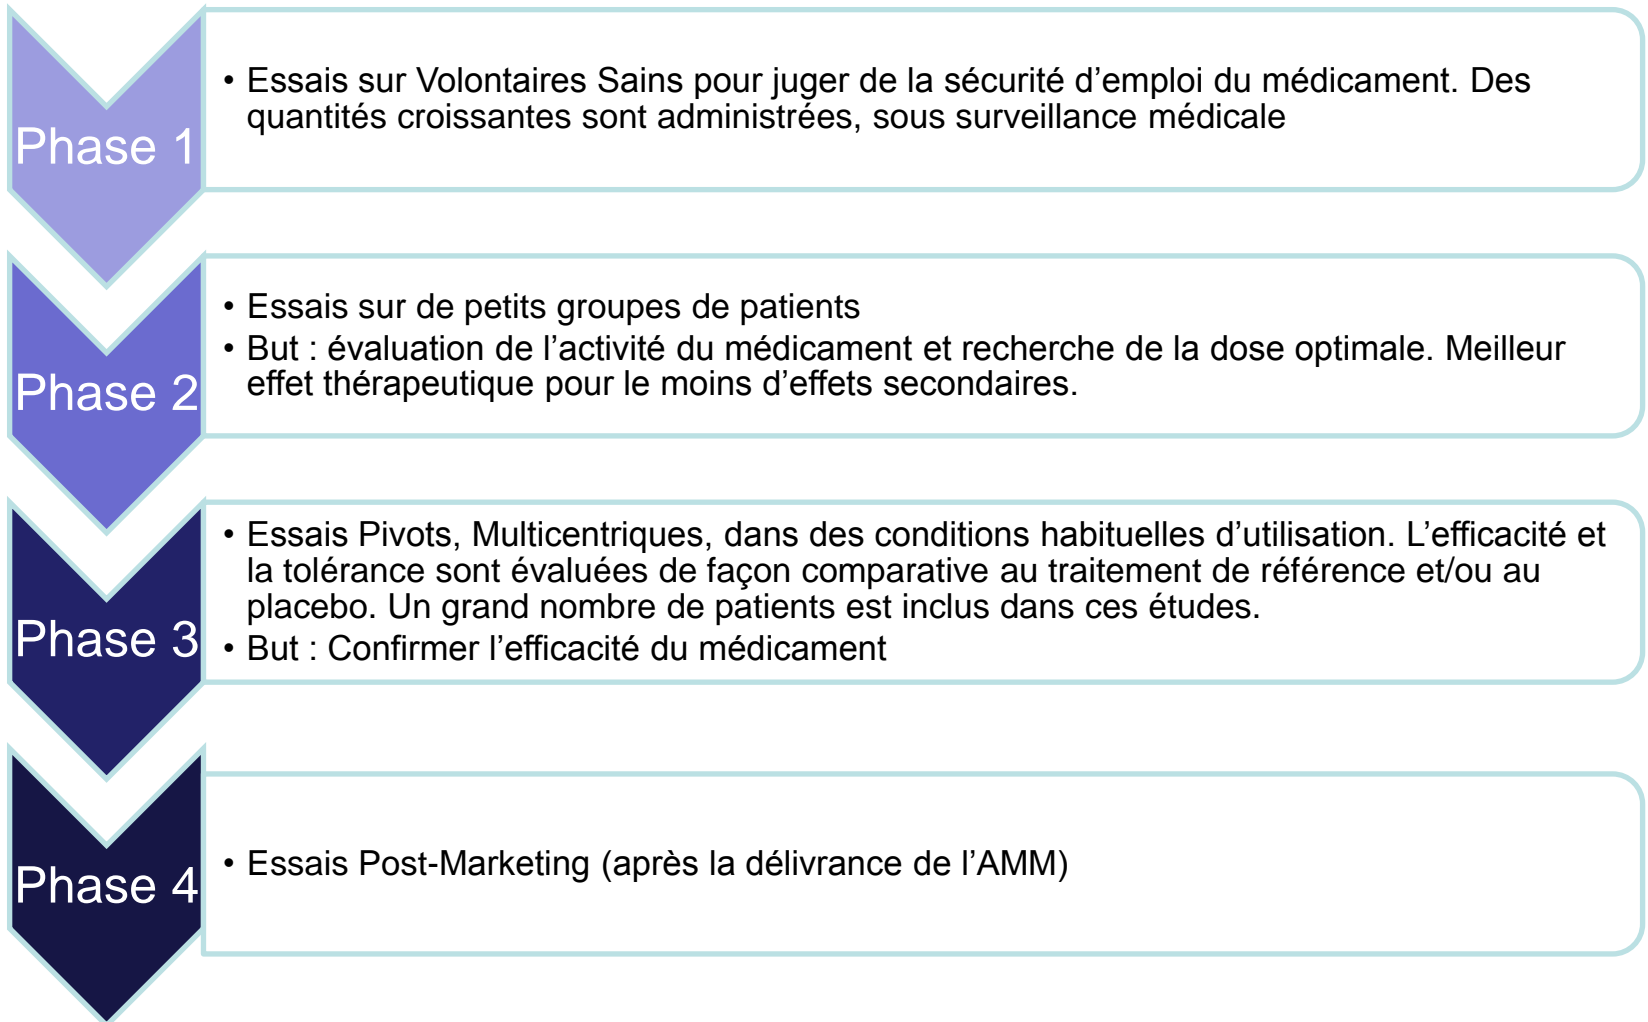 Phase 1
• Essais sur Volontaires Sains pour juger de la sécurité d’emploi du médicament. Des
quantités croissantes sont administrées, sous surveillance médicale
Phase 2
• Essais sur de petits groupes de patients
• But : évaluation de l’activité du médicament et recherche de la dose optimale. Meilleur
effet thérapeutique pour le moins d’effets secondaires.
Phase 3
• Essais Pivots, Multicentriques, dans des conditions habituelles d’utilisation. L’efficacité et
la tolérance sont évaluées de façon comparative au traitement de référence et/ou au
placebo. Un grand nombre de patients est inclus dans ces études.
• But : Confirmer l’efficacité du médicament
Phase 4
• Essais Post-Marketing (après la délivrance de l’AMM)